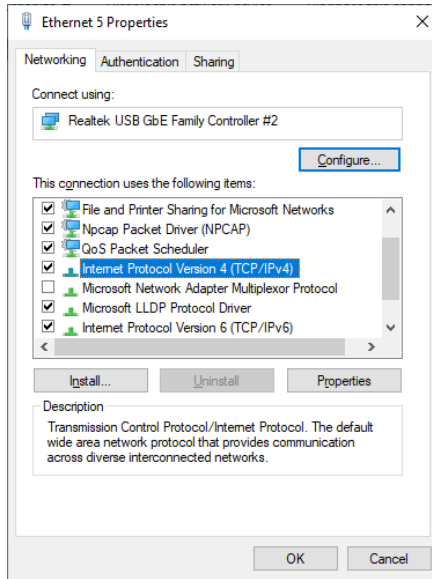 Ethernet 5 Properties
Networking Authentication Sharing
Connect using:
Realtek USB GbE Family Controller #2
Configure...
This connection uses the following items:
File and Printer Sharing for Microsoft Networks
Npcap Packet Driver (NPCAP)
QoS Packet Scheduler
Internet Protocol Version 4 (TCP/IPv4)
Microsoft Network Adapter Multiplexor Protocol
Microsoft LLDP Protocol Driver
Internet Protocol Version 6 (TCP/IPv6)
Install... Uninstall Properties
Description
Transmission Control Protocol/Internet Protocol. The default
wide area network protocol that provides communication
across diverse interconnected networks.
OK Cancel